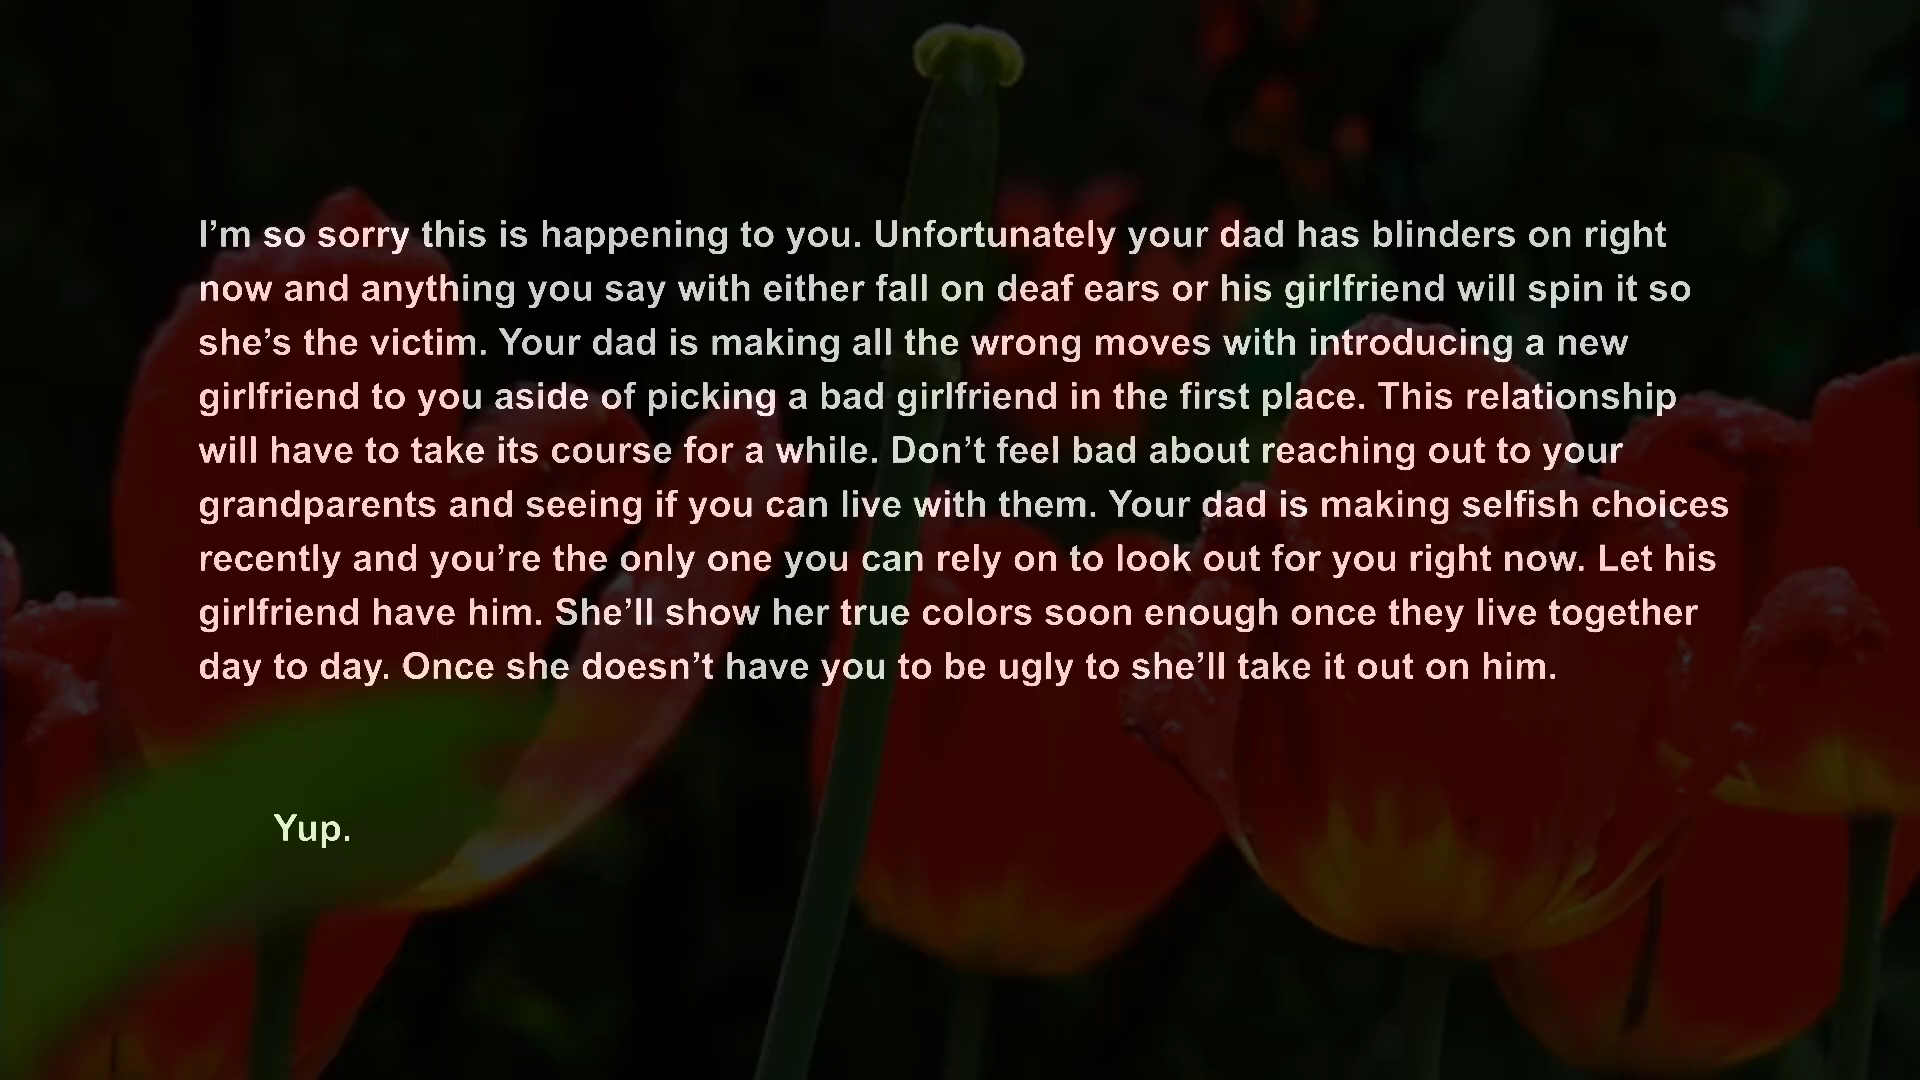 I’m so sorry this is happening to you. Unfortunately your dad has blinders on right
now and anything you say with either fall on deaf ears or his girlfriend will spin it so
she’s the victim. Your dad is making all the wrong moves with introducing a new
girlfriend to you aside of picking a bad girlfriend in the first place. This relationship
will have to take its course for a while. Don’t feel bad about reaching out to your
grandparents and seeing if you can live with them. Your dad is making selfish choices
recently and you’re the only one you can rely on to look out for you right now. Let his
girlfriend have him. She’ll show her true colors soon enough once they live together
day to day. Once she doesn’t have you to be ugly to she’ll take it out on him.
Yup.